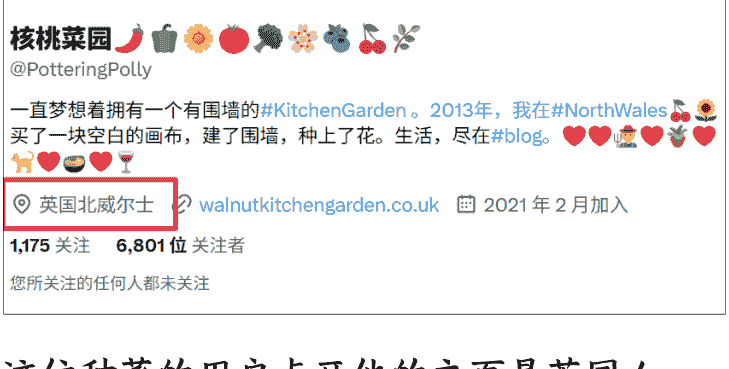 核桃菜园
@PotteringPolly
一直梦想着拥有一个有围墙的#KitchenGarden。2013年，我在#NorthWales
买了一块空白的画布，建了围墙，种上了花。生活，尽在#blog。
英国北威尔士 walnutkitchengarden.co.uk 2021 年 2 月加入
1,175 关注 6,801 位 关注者
您所关注的任何人都未关注